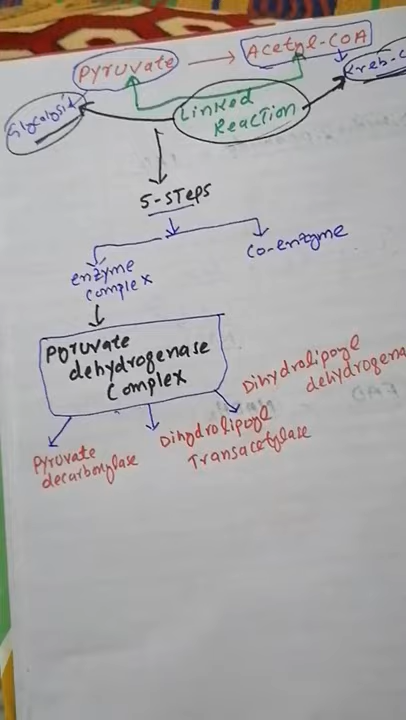 Pyruvate → Acetyl-COA
Glycolysis
Linked
Reaction
Kreb-C
5-STEPS
enzyme
complex
Co-enzyme
Pyruvate
dehydrogenase
Complex
Pyrovate
decarboxylase
Dihydrolipoyl
Transacetylase
Dihydrolipoyl
dehydrogena